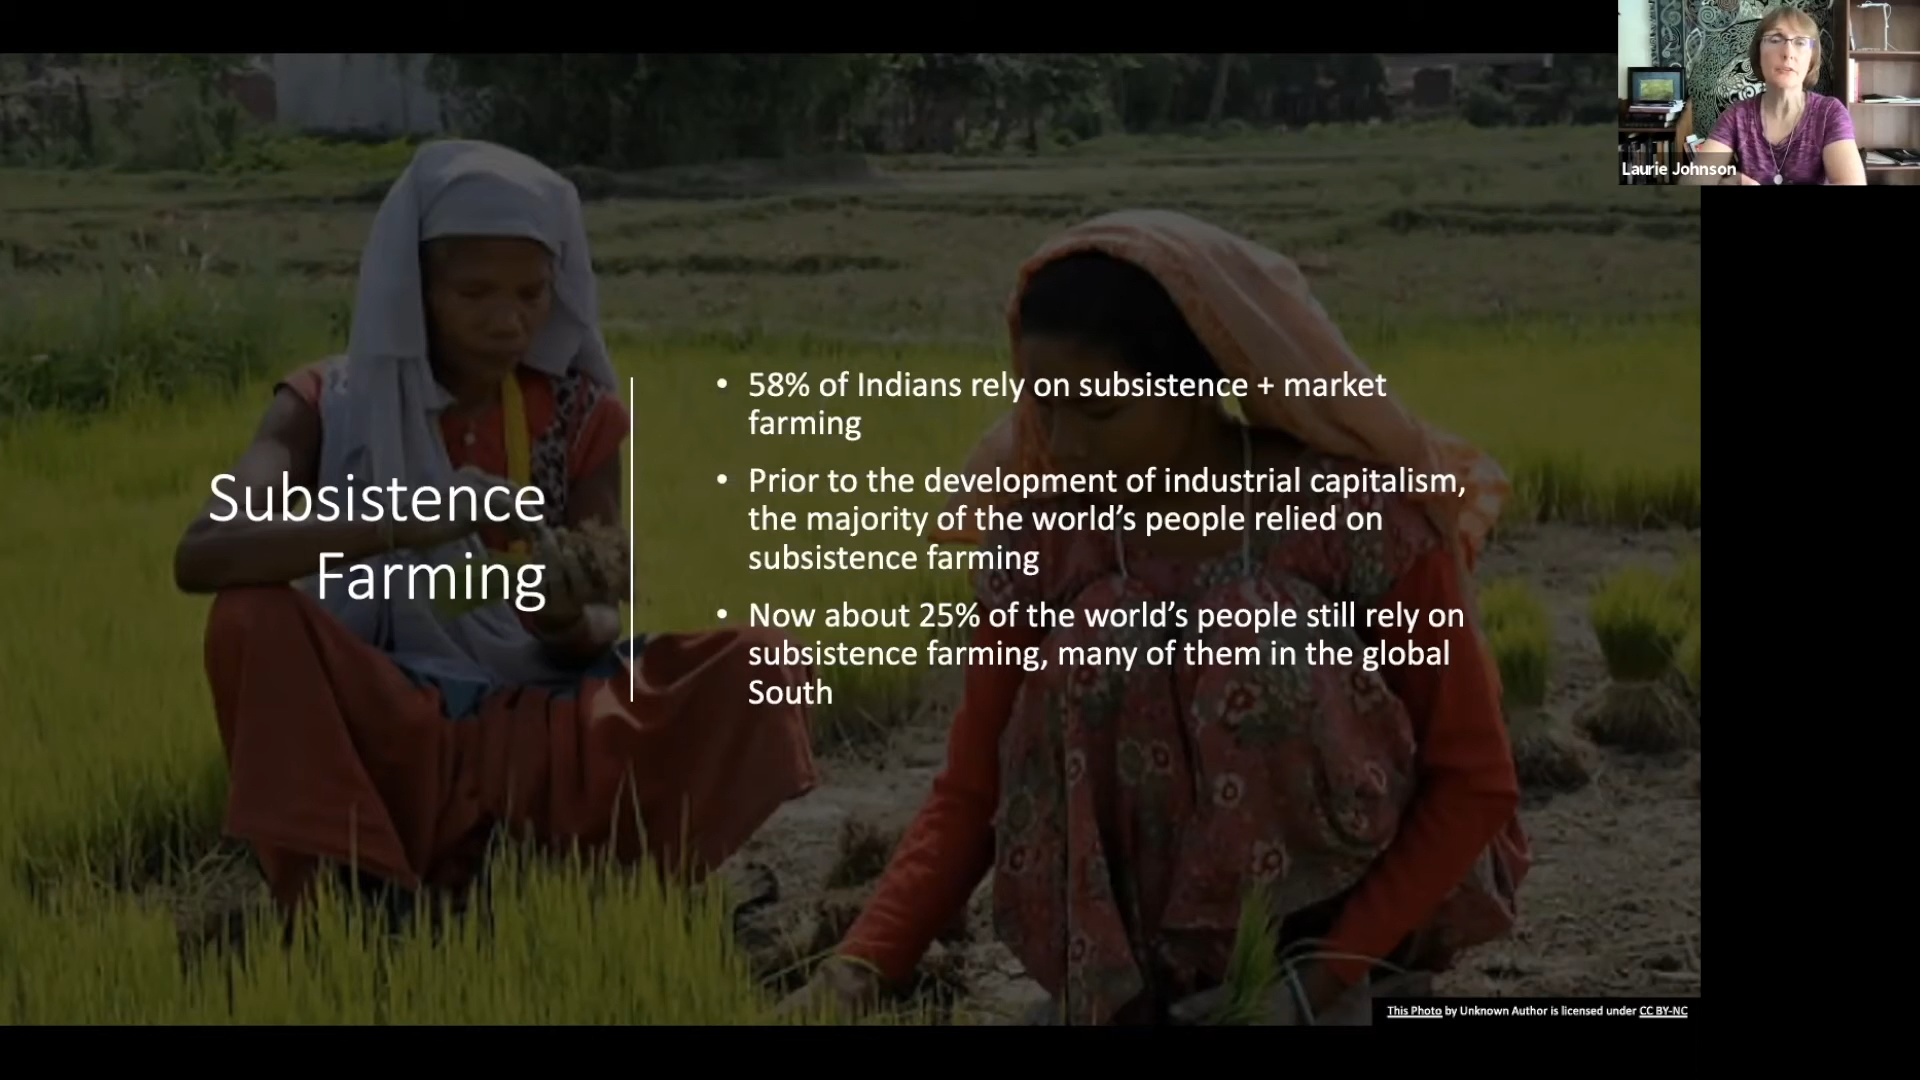 Laurie Johnson
Subsistence
Farming
• 58% of Indians rely on subsistence + market
farming
• Prior to the development of industrial capitalism,
the majority of the world’s people relied on
subsistence farming
• Now about 25% of the world’s people still rely on
subsistence farming, many of them in the global
South
This Photo by Unknown Author is licensed under CC BY-NC